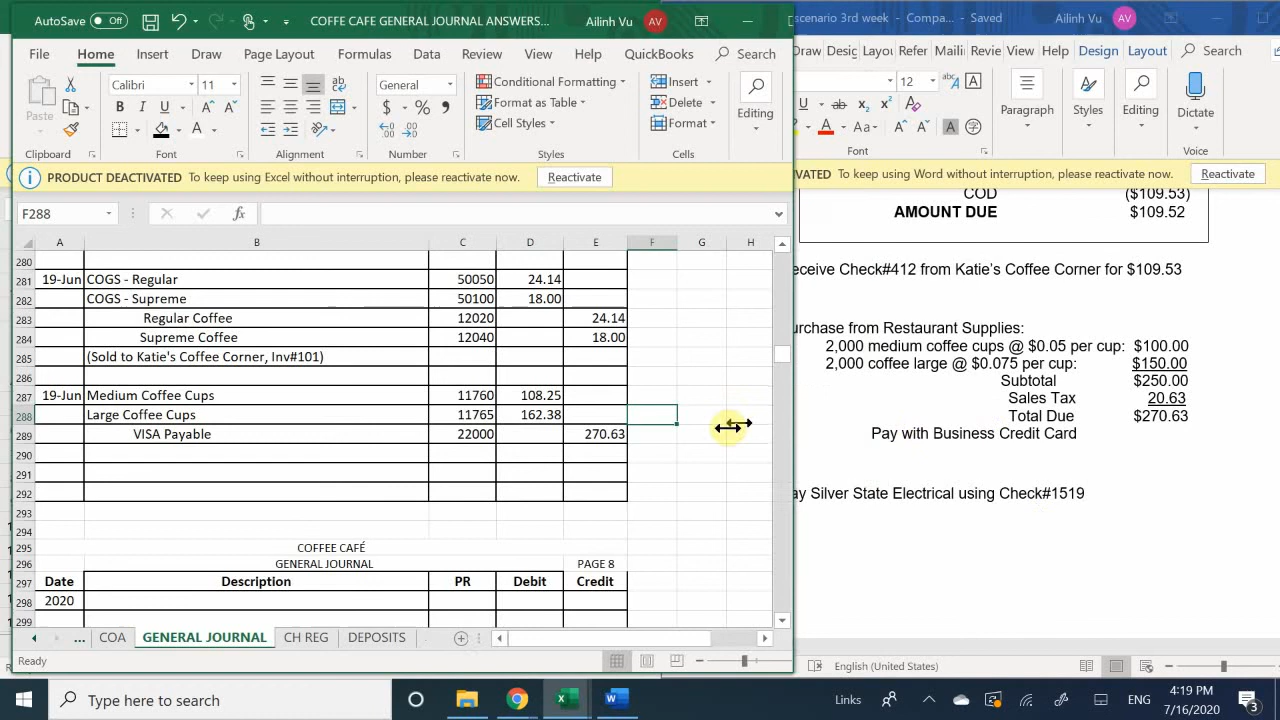 AutoSave Off COFFE CAFE GENERAL JOURNAL ANSWERS... Ailinh Vu AV
File Home Insert Draw Page Layout Formulas Data Review View Help QuickBooks Search
Paste Calibri 11 General Conditional Formatting Format as Table Cell Styles Insert Delete Format Editing
Clipboard Font Alignment Number Styles Cells
PRODUCT DEACTIVATED To keep using Excel without interruption, please reactivate now. Reactivate
F288 fx
A B C D E F G H
280
281 19-Jun COGS - Regular 50050 24.14
282 COGS - Supreme 50100 18.00
283 Regular Coffee 12020 24.14
284 Supreme Coffee 12040 18.00
285 (Sold to Katie's Coffee Corner, Inv#101)
286
287 19-Jun Medium Coffee Cups 11760 108.25
288 Large Coffee Cups 11765 162.38
289 VISA Payable 22000 270.63
290
291
292
293
294
295 COFFEE CAFÉ
296 GENERAL JOURNAL PAGE 8
297 Date Description PR Debit Credit
298 2020
299
... COA GENERAL JOURNAL CH REG DEPOSITS
Ready
scenario 3rd week - Compa... - Saved Ailinh Vu AV
Draw Desic Layou Refer Mailin Revie View Help Design Layout Search
12 Paragraph Styles Editing Dictate
Font Voice
VATED To keep using Word without interruption, please reactivate now. Reactivate
COD ($109.53)
AMOUNT DUE $109.52
eceive Check#412 from Katie's Coffee Corner for $109.53
urchase from Restaurant Supplies:
2,000 medium coffee cups @ $0.05 per cup: $100.00
2,000 coffee large @ $0.075 per cup: $150.00
Subtotal $250.00
Sales Tax 20.63
Total Due $270.63
Pay with Business Credit Card
ay Silver State Electrical using Check#1519
English (United States)
Type here to search Links ENG 4:19 PM
7/16/2020 3